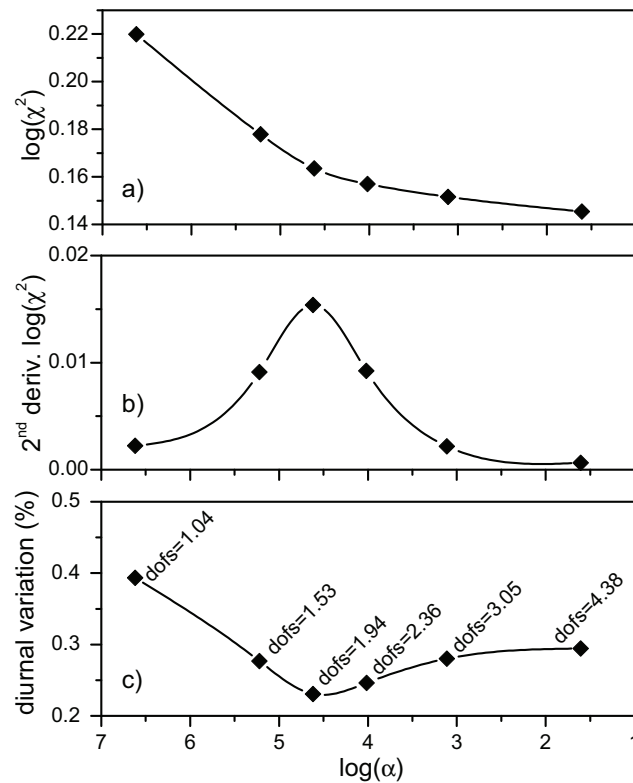 0.22
0.20
0.18
0.16
0.14
log(χ²)
a)
0.02
0.01
0.00
2nd deriv. log(χ²)
b)
0.5
0.4
0.3
0.2
diurnal variation (%)
dofs=1.04
dofs=1.53
dofs=1.94
dofs=2.36
dofs=3.05
dofs=4.38
c)
7 6 5 4 3 2 1
log(α)